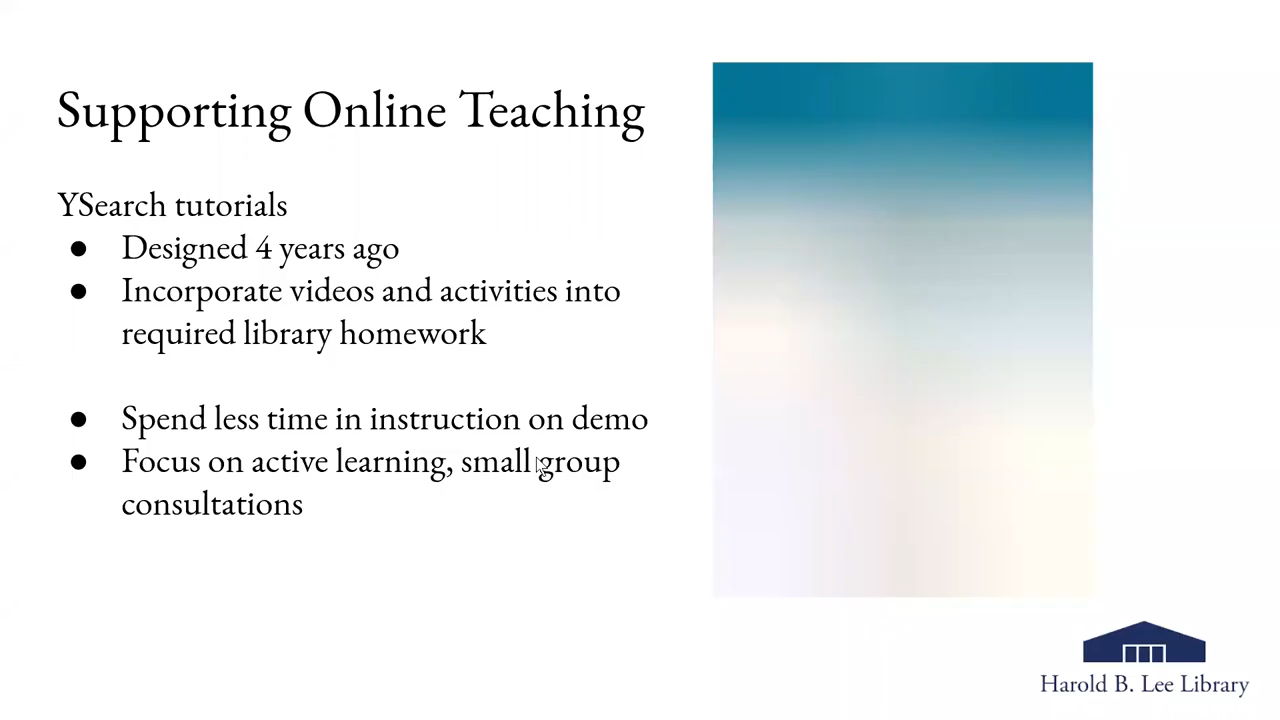 Supporting Online Teaching
YSearch tutorials
● Designed 4 years ago
● Incorporate videos and activities into
required library homework
● Spend less time in instruction on demo
● Focus on active learning, small group
consultations
Harold B. Lee Library